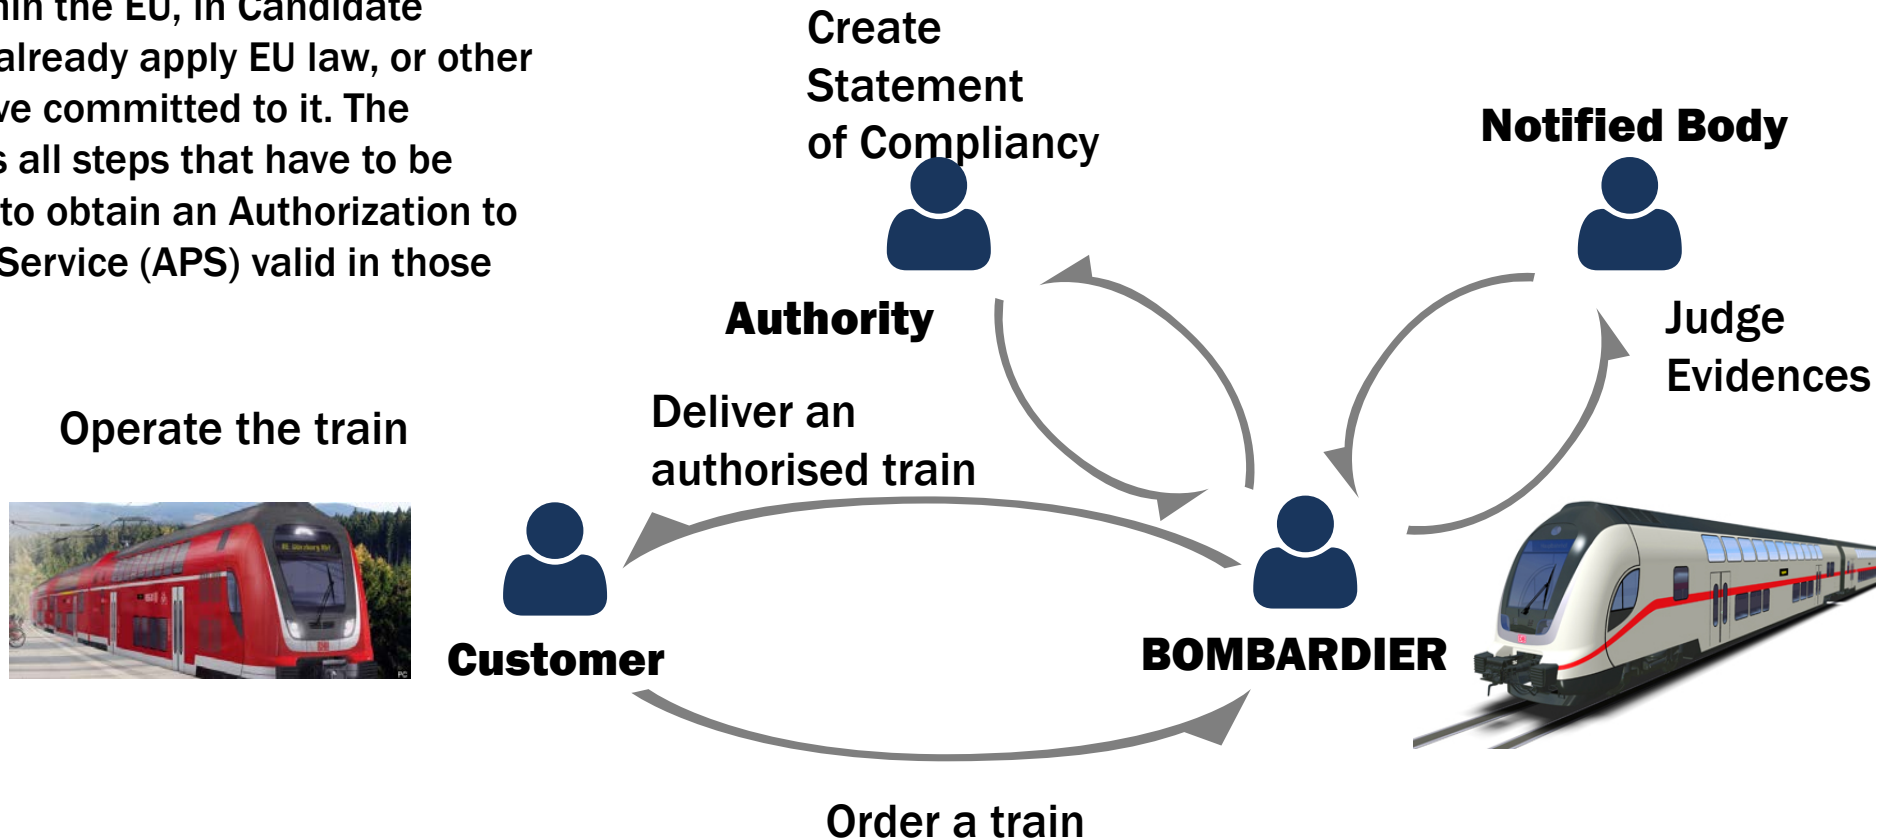 in the EU, in Candidate
already apply EU law, or other
ve committed to it. The
s all steps that have to be
to obtain an Authorization to
Service (APS) valid in those
Create
Statement
of Compliancy
Notified Body
Authority
Judge
Evidences
Operate the train
Deliver an
authorised train
Customer
BOMBARDIER
Order a train